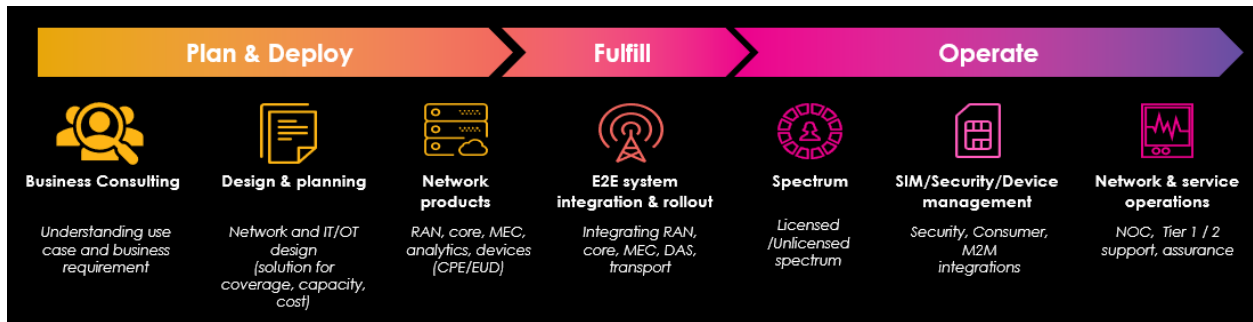 Plan & Deploy
Fulfill
Operate
Business Consulting
Understanding use
case and business
requirement
Design & planning
Network and IT/OT
design
(solution for
coverage, capacity,
cost)
Network
products
RAN, core, MEC,
analytics, devices
(CPE/EUD)
E2E system
integration & rollout
Integrating RAN,
core, MEC, DAS,
transport
Spectrum
Licensed
/Unlicensed
spectrum
SIM/Security/Device
management
Security, Consumer,
M2M
integrations
Network & service
operations
NOC, Tier 1 / 2
support, assurance